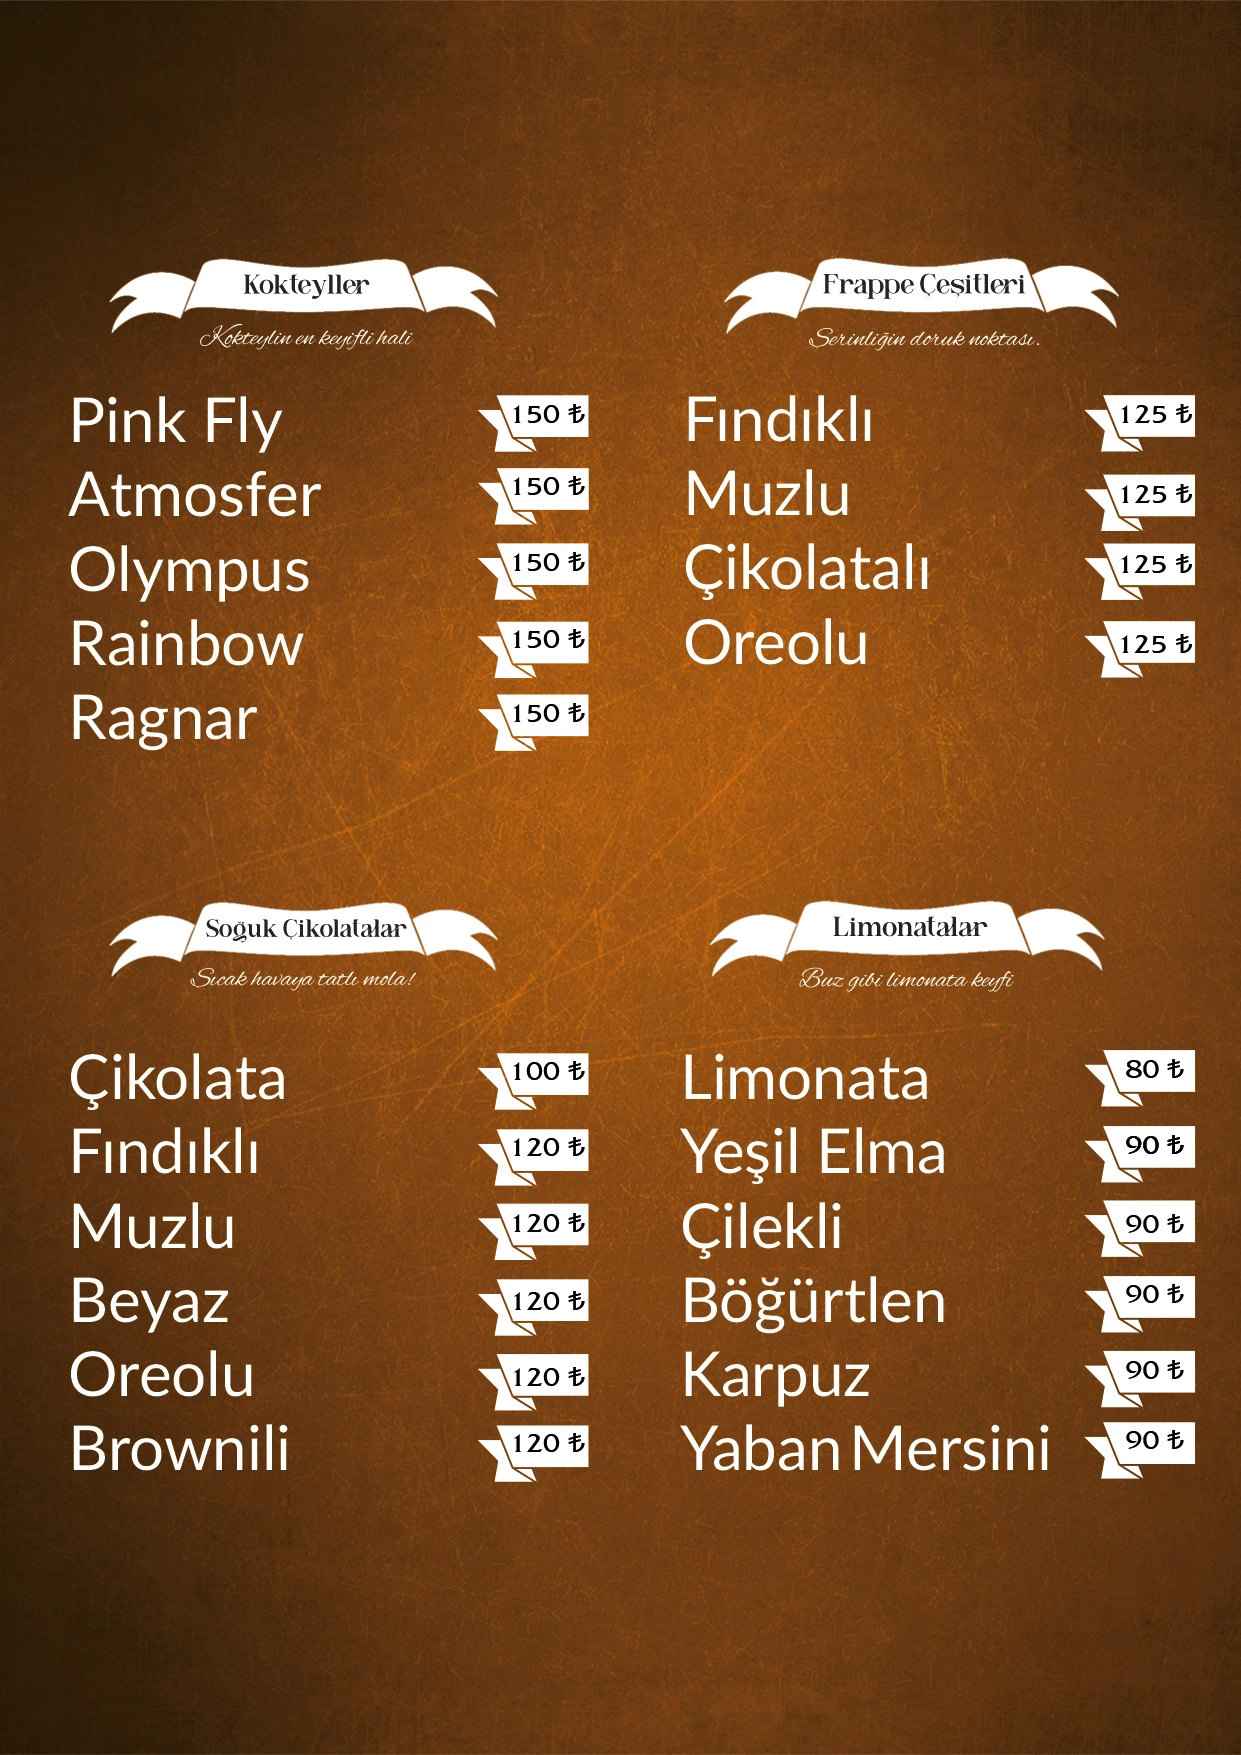 Kokteyller
Kokteylin en keyifli hali
Pink Fly 150 ₺
Atmosfer 150 ₺
Olympus 150 ₺
Rainbow 150 ₺
Ragnar 150 ₺
Frappe Çeşitleri
Serinliğin doruk noktası.
Fındıklı 125 ₺
Muzlu 125 ₺
Çikolatalı 125 ₺
Oreolu 125 ₺
Soğuk Çikolatalar
Sıcak havaya tatlı mola!
Çikolata 100 ₺
Fındıklı 120 ₺
Muzlu 120 ₺
Beyaz 120 ₺
Oreolu 120 ₺
Brownili 120 ₺
Limonatalar
Buz gibi limonata keyfi
Limonata 80 ₺
Yeşil Elma 90 ₺
Çilekli 90 ₺
Böğürtlen 90 ₺
Karpuz 90 ₺
Yaban Mersini 90 ₺